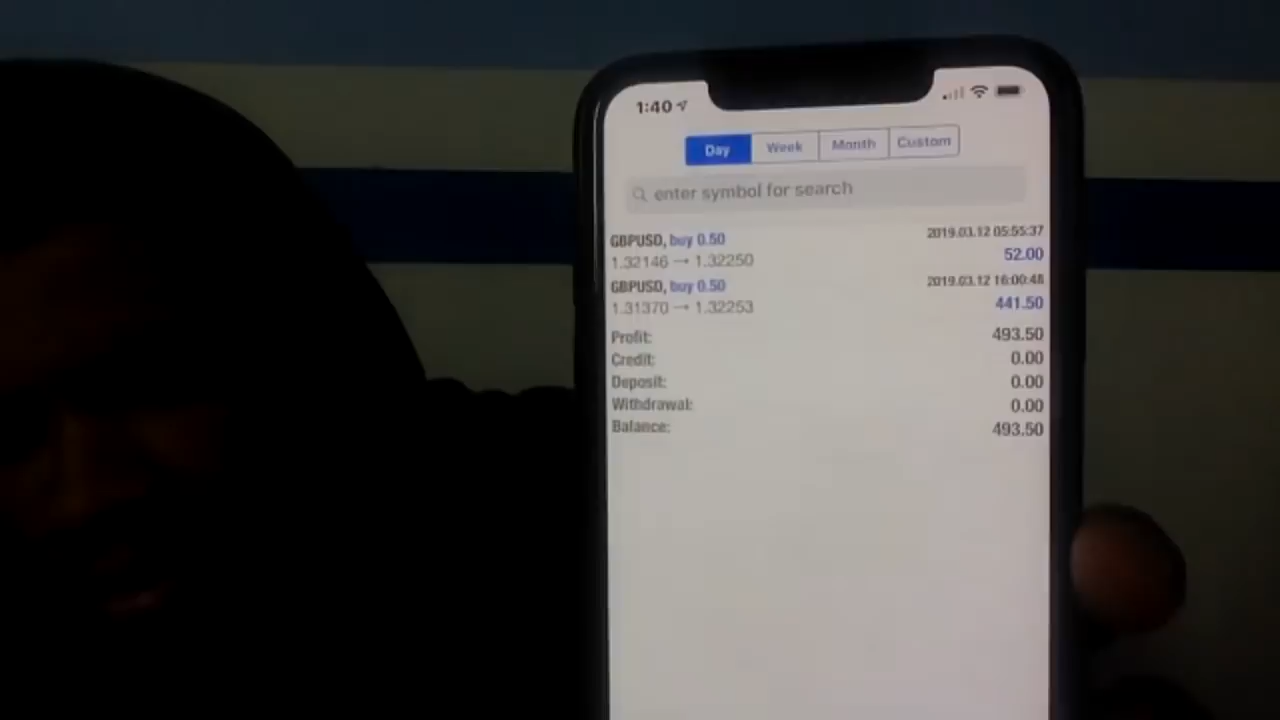 1:40
Day Week Month Custom
enter symbol for search
GBPUSD, buy 0.50 2019.03.12 05:55:37
1.32146 → 1.32250 52.00
GBPUSD, buy 0.50 2019.03.12 16:00:48
1.31370 → 1.32253 441.50
Profit: 493.50
Credit: 0.00
Deposit: 0.00
Withdrawal: 0.00
Balance: 493.50